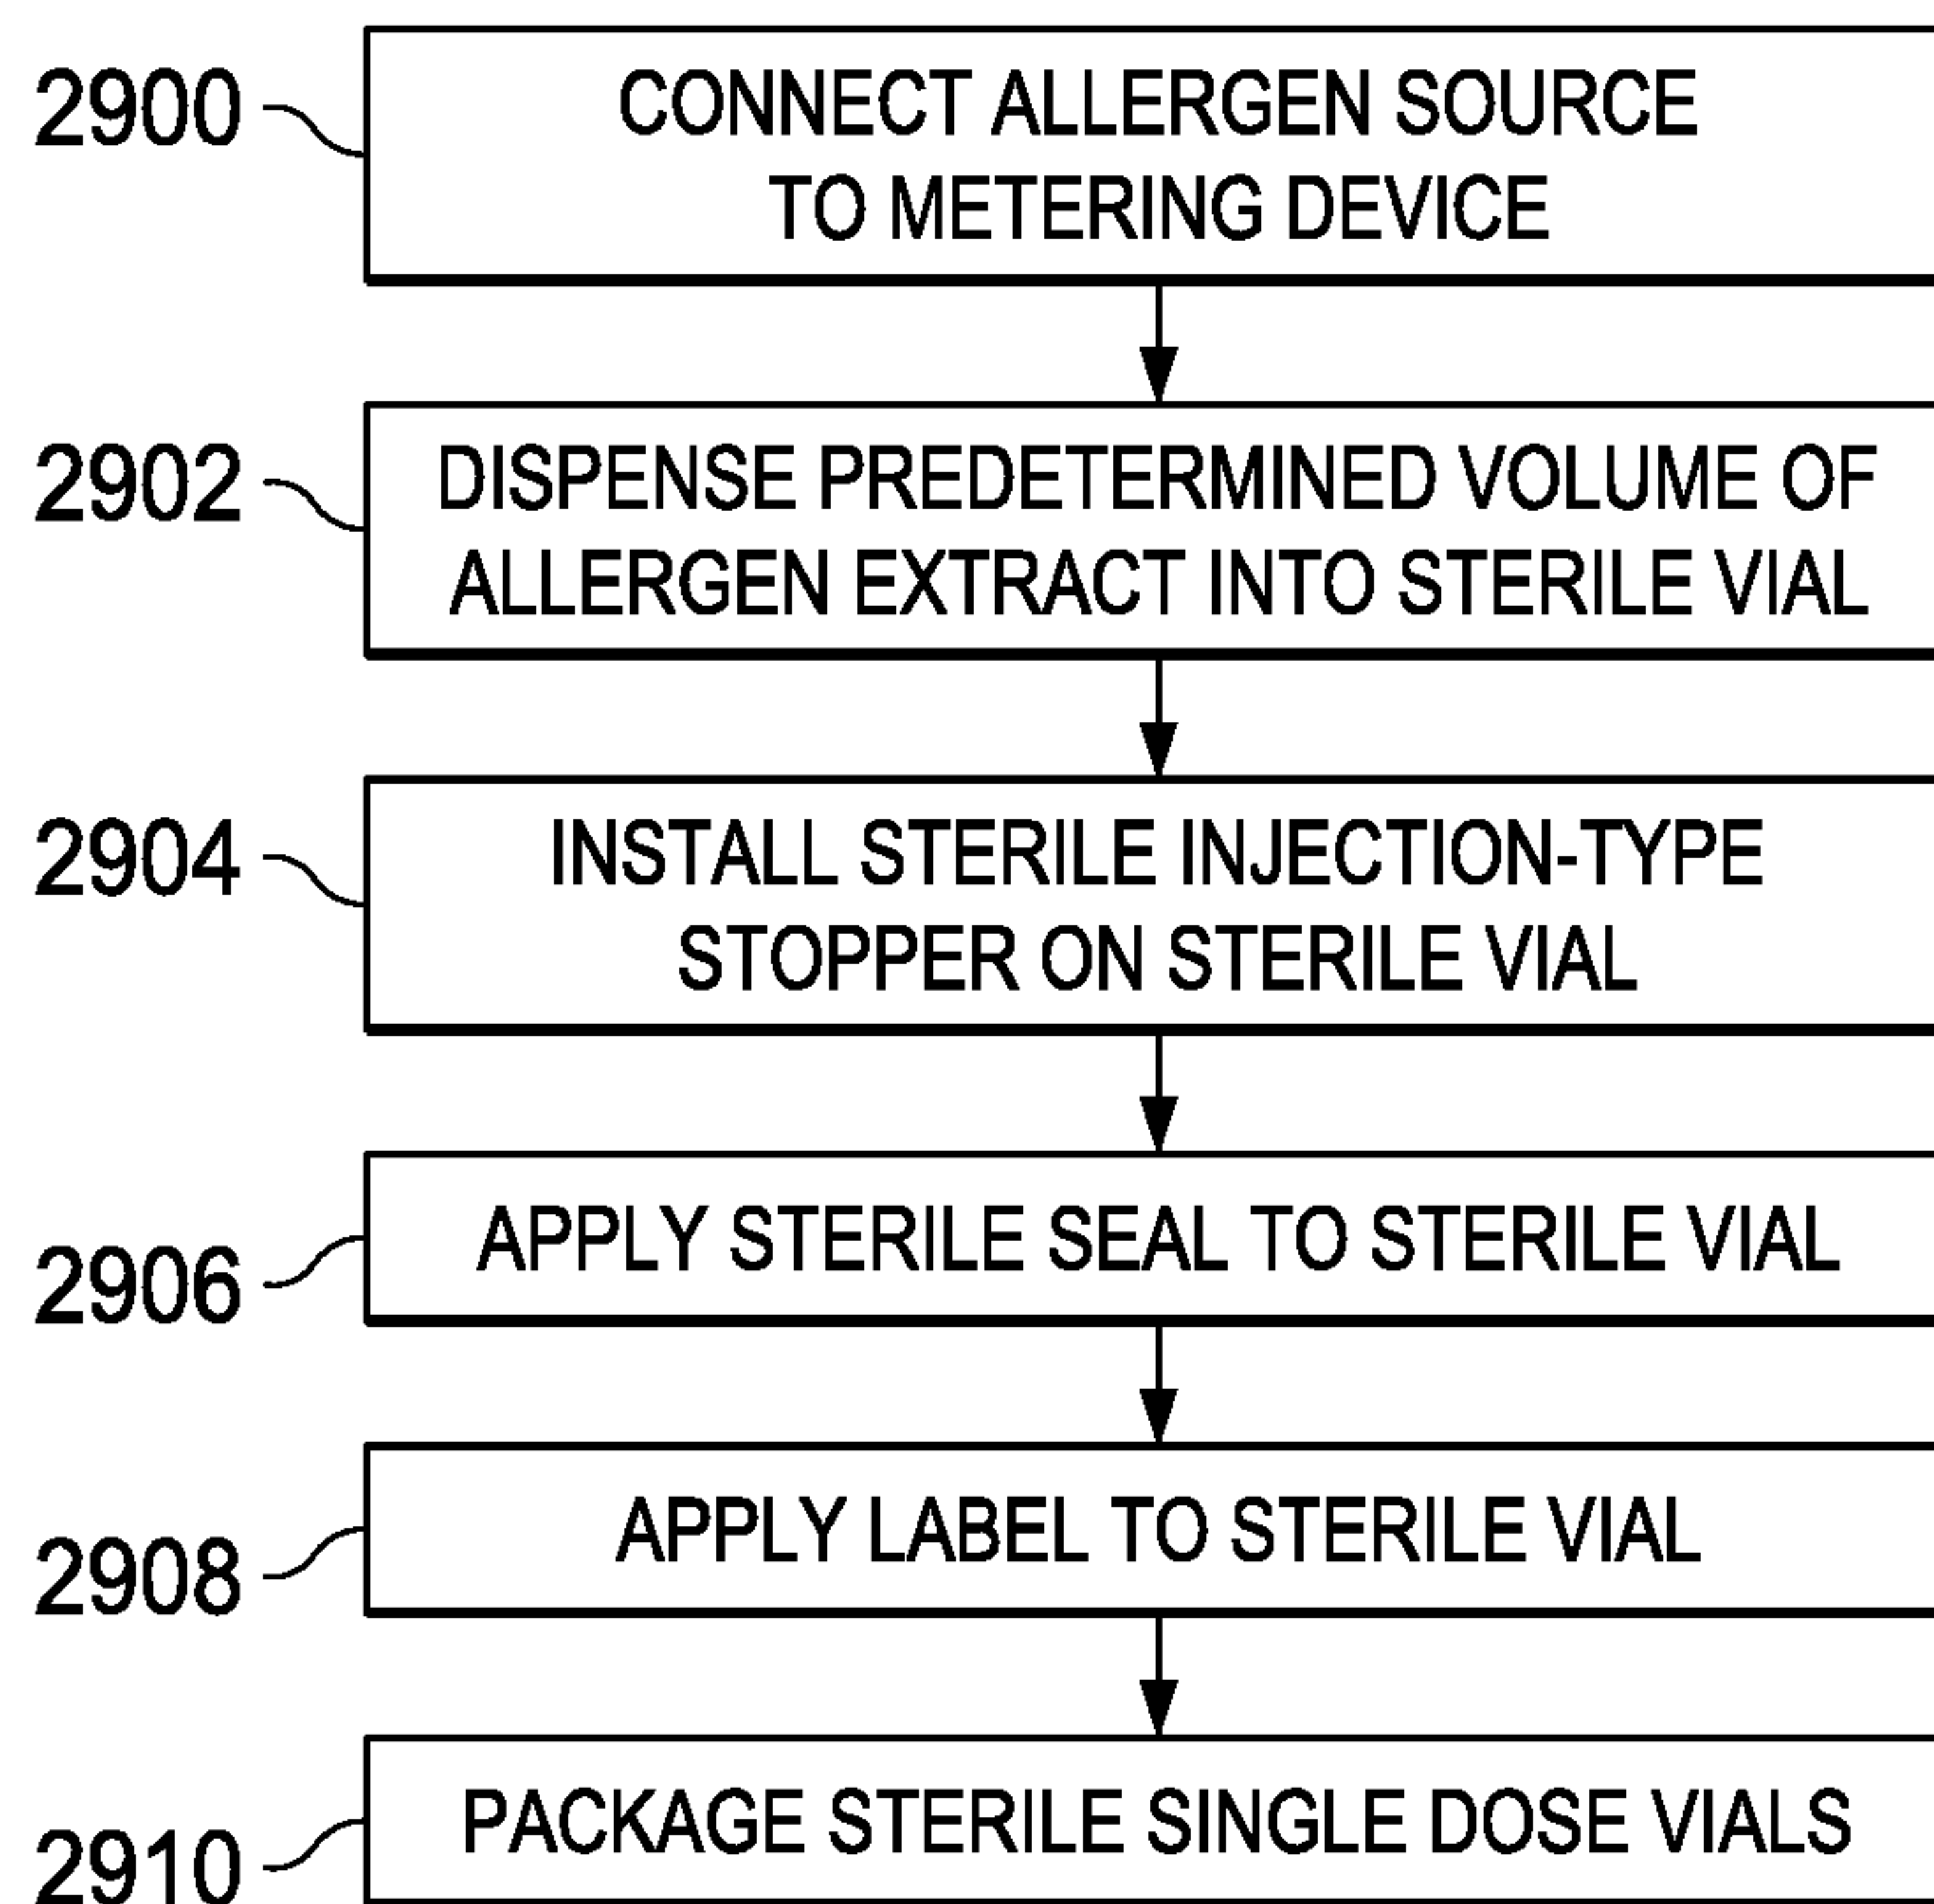 2900
CONNECT ALLERGEN SOURCE
TO METERING DEVICE
2902
DISPENSE PREDETERMINED VOLUME OF
ALLERGEN EXTRACT INTO STERILE VIAL
2904
INSTALL STERILE INJECTION-TYPE
STOPPER ON STERILE VIAL
2906
APPLY STERILE SEAL TO STERILE VIAL
2908
APPLY LABEL TO STERILE VIAL
2910
PACKAGE STERILE SINGLE DOSE VIALS